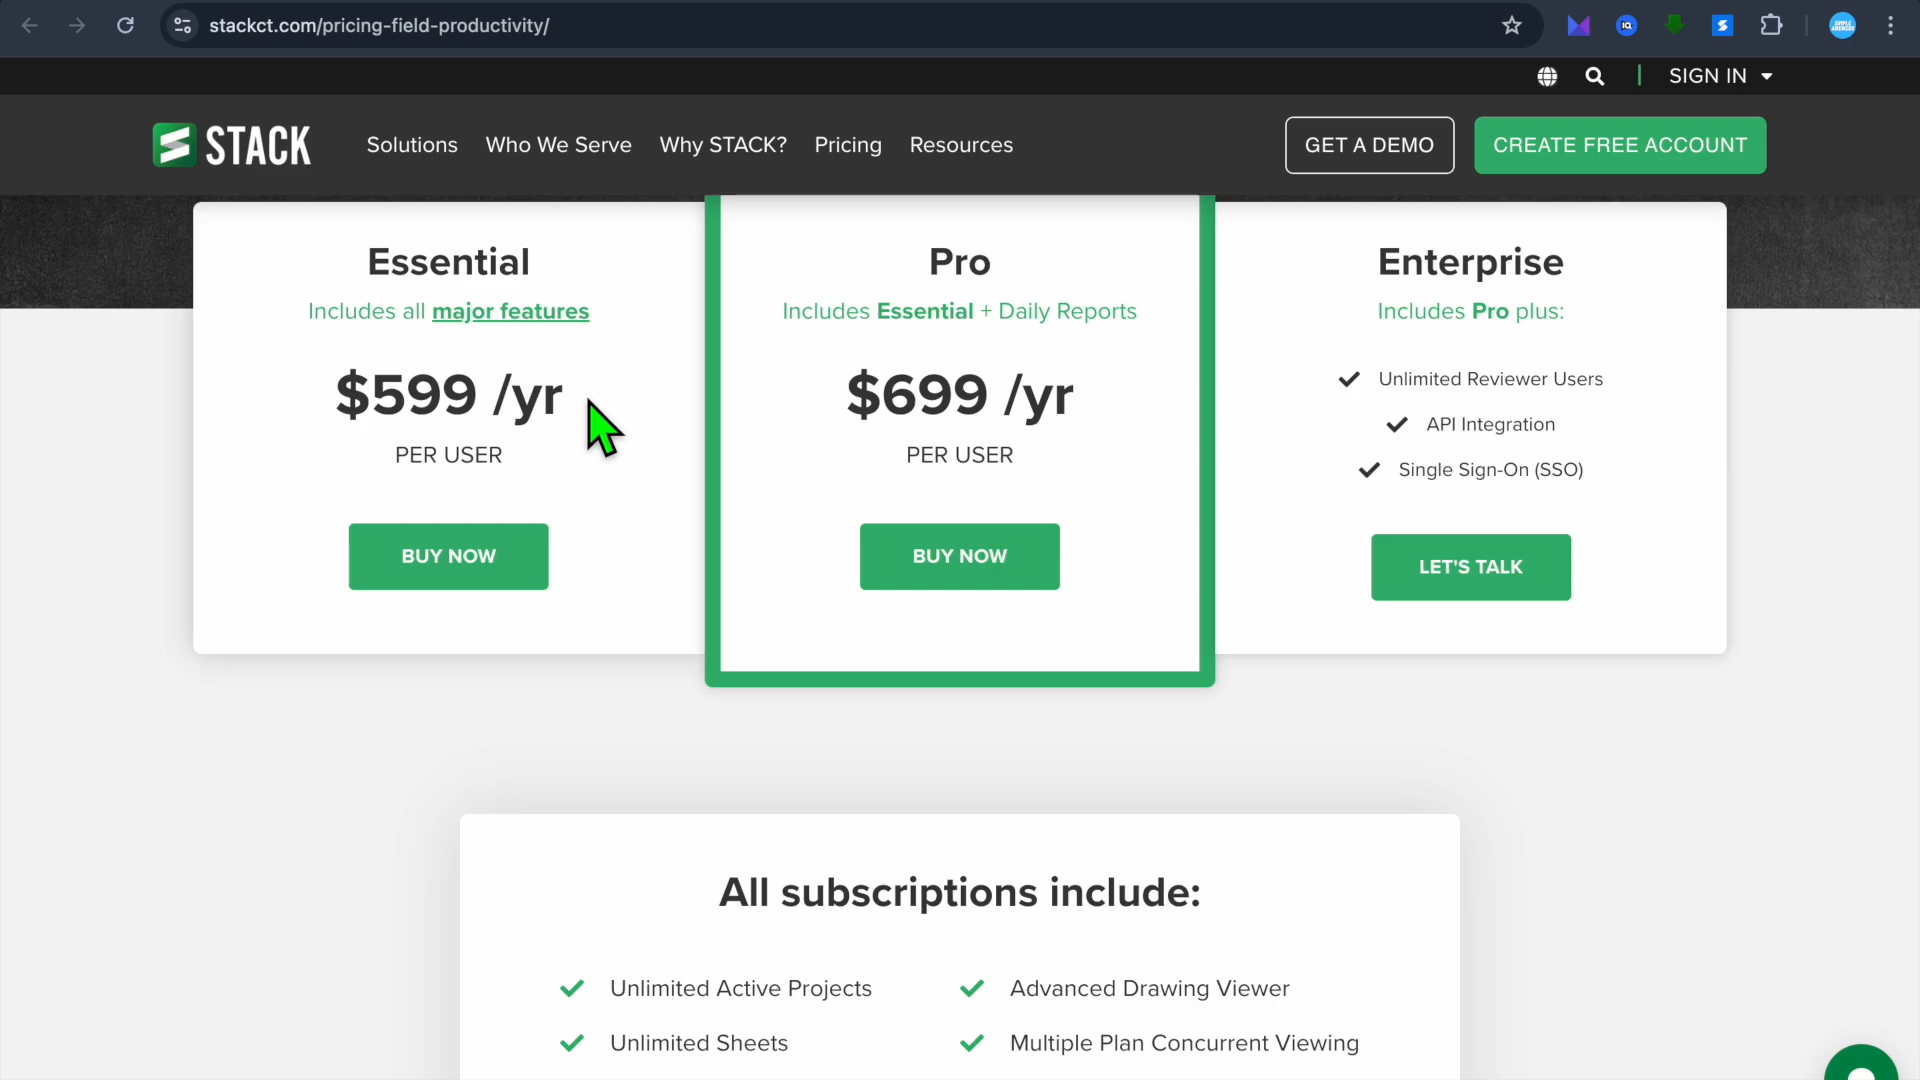 stackct.com/pricing-field-productivity/
SIGN IN
STACK
Solutions
Who We Serve
Why STACK?
Pricing
Resources
GET A DEMO
CREATE FREE ACCOUNT
Essential
Includes all major features
$599 /yr
PER USER
BUY NOW
Pro
Includes Essential + Daily Reports
$699 /yr
PER USER
BUY NOW
Enterprise
Includes Pro plus:
Unlimited Reviewer Users
API Integration
Single Sign-On (SSO)
LET'S TALK
All subscriptions include:
Unlimited Active Projects
Advanced Drawing Viewer
Unlimited Sheets
Multiple Plan Concurrent Viewing